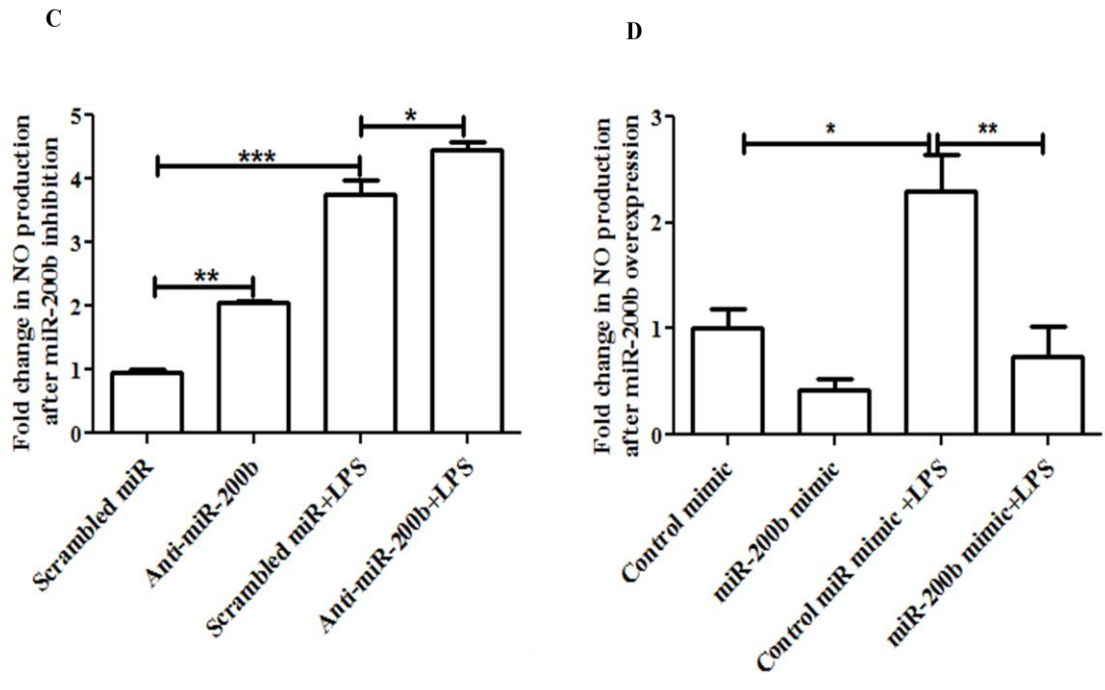 C
Fold change in NO production
after miR-200b inhibition
5
4
3
2
1
0
***
**
*
Scrambled miR
Anti-miR-200b
Scrambled miR+LPS
Anti-miR-200b+LPS
D
Fold change in NO production
after miR-200b overexpression
3
2
1
0
*
**
Control mimic
miR-200b mimic
Control miR mimic +LPS
miR-200b mimic+LPS